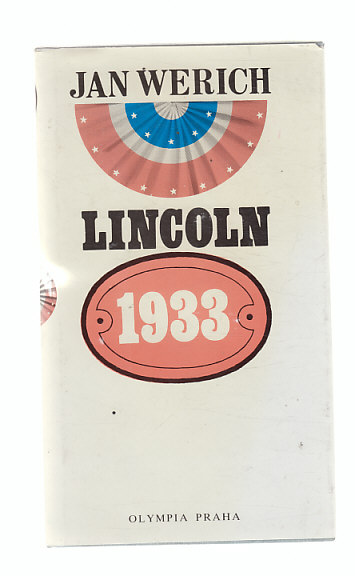 JAN WERICH
LINCOLN
1933
OLYMPIA PRAHA